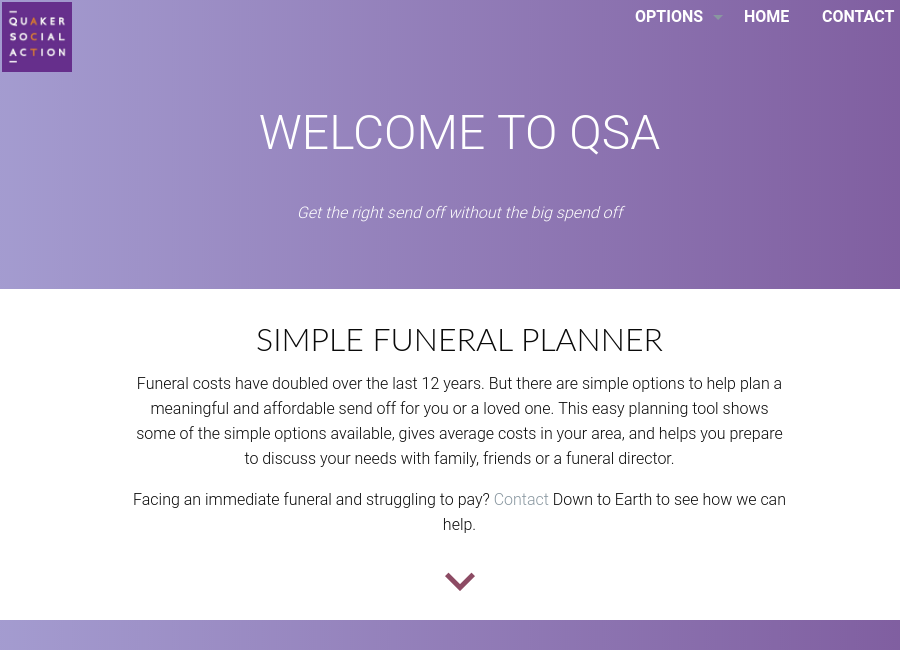 QUAKER
SOCIAL
ACTION
OPTIONS HOME CONTACT
WELCOME TO QSA
Get the right send off without the big spend off
SIMPLE FUNERAL PLANNER
Funeral costs have doubled over the last 12 years. But there are simple options to help plan a
meaningful and affordable send off for you or a loved one. This easy planning tool shows
some of the simple options available, gives average costs in your area, and helps you prepare
to discuss your needs with family, friends or a funeral director.
Facing an immediate funeral and struggling to pay? Contact Down to Earth to see how we can
help.